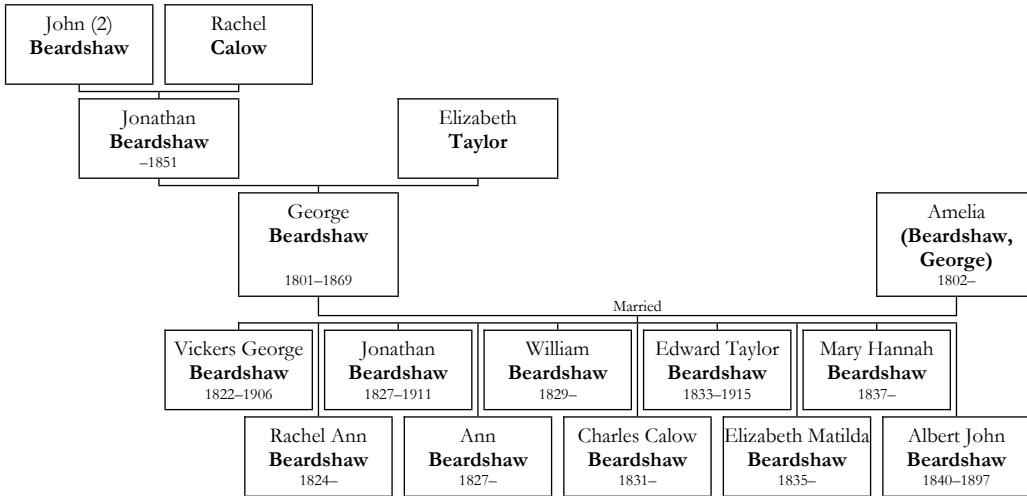 John (2)
Beardshaw
Rachel
Calow
Jonathan
Beardshaw
–1851
Elizabeth
Taylor
George
Beardshaw
1801–1869
Amelia
(Beardshaw,
George)
1802–
Married
Vickers George
Beardshaw
1822–1906
Jonathan
Beardshaw
1827–1911
William
Beardshaw
1829–
Edward Taylor
Beardshaw
1833–1915
Mary Hannah
Beardshaw
1837–
Rachel Ann
Beardshaw
1824–
Ann
Beardshaw
1827–
Charles Calow
Beardshaw
1831–
Elizabeth Matilda
Beardshaw
1835–
Albert John
Beardshaw
1840–1897